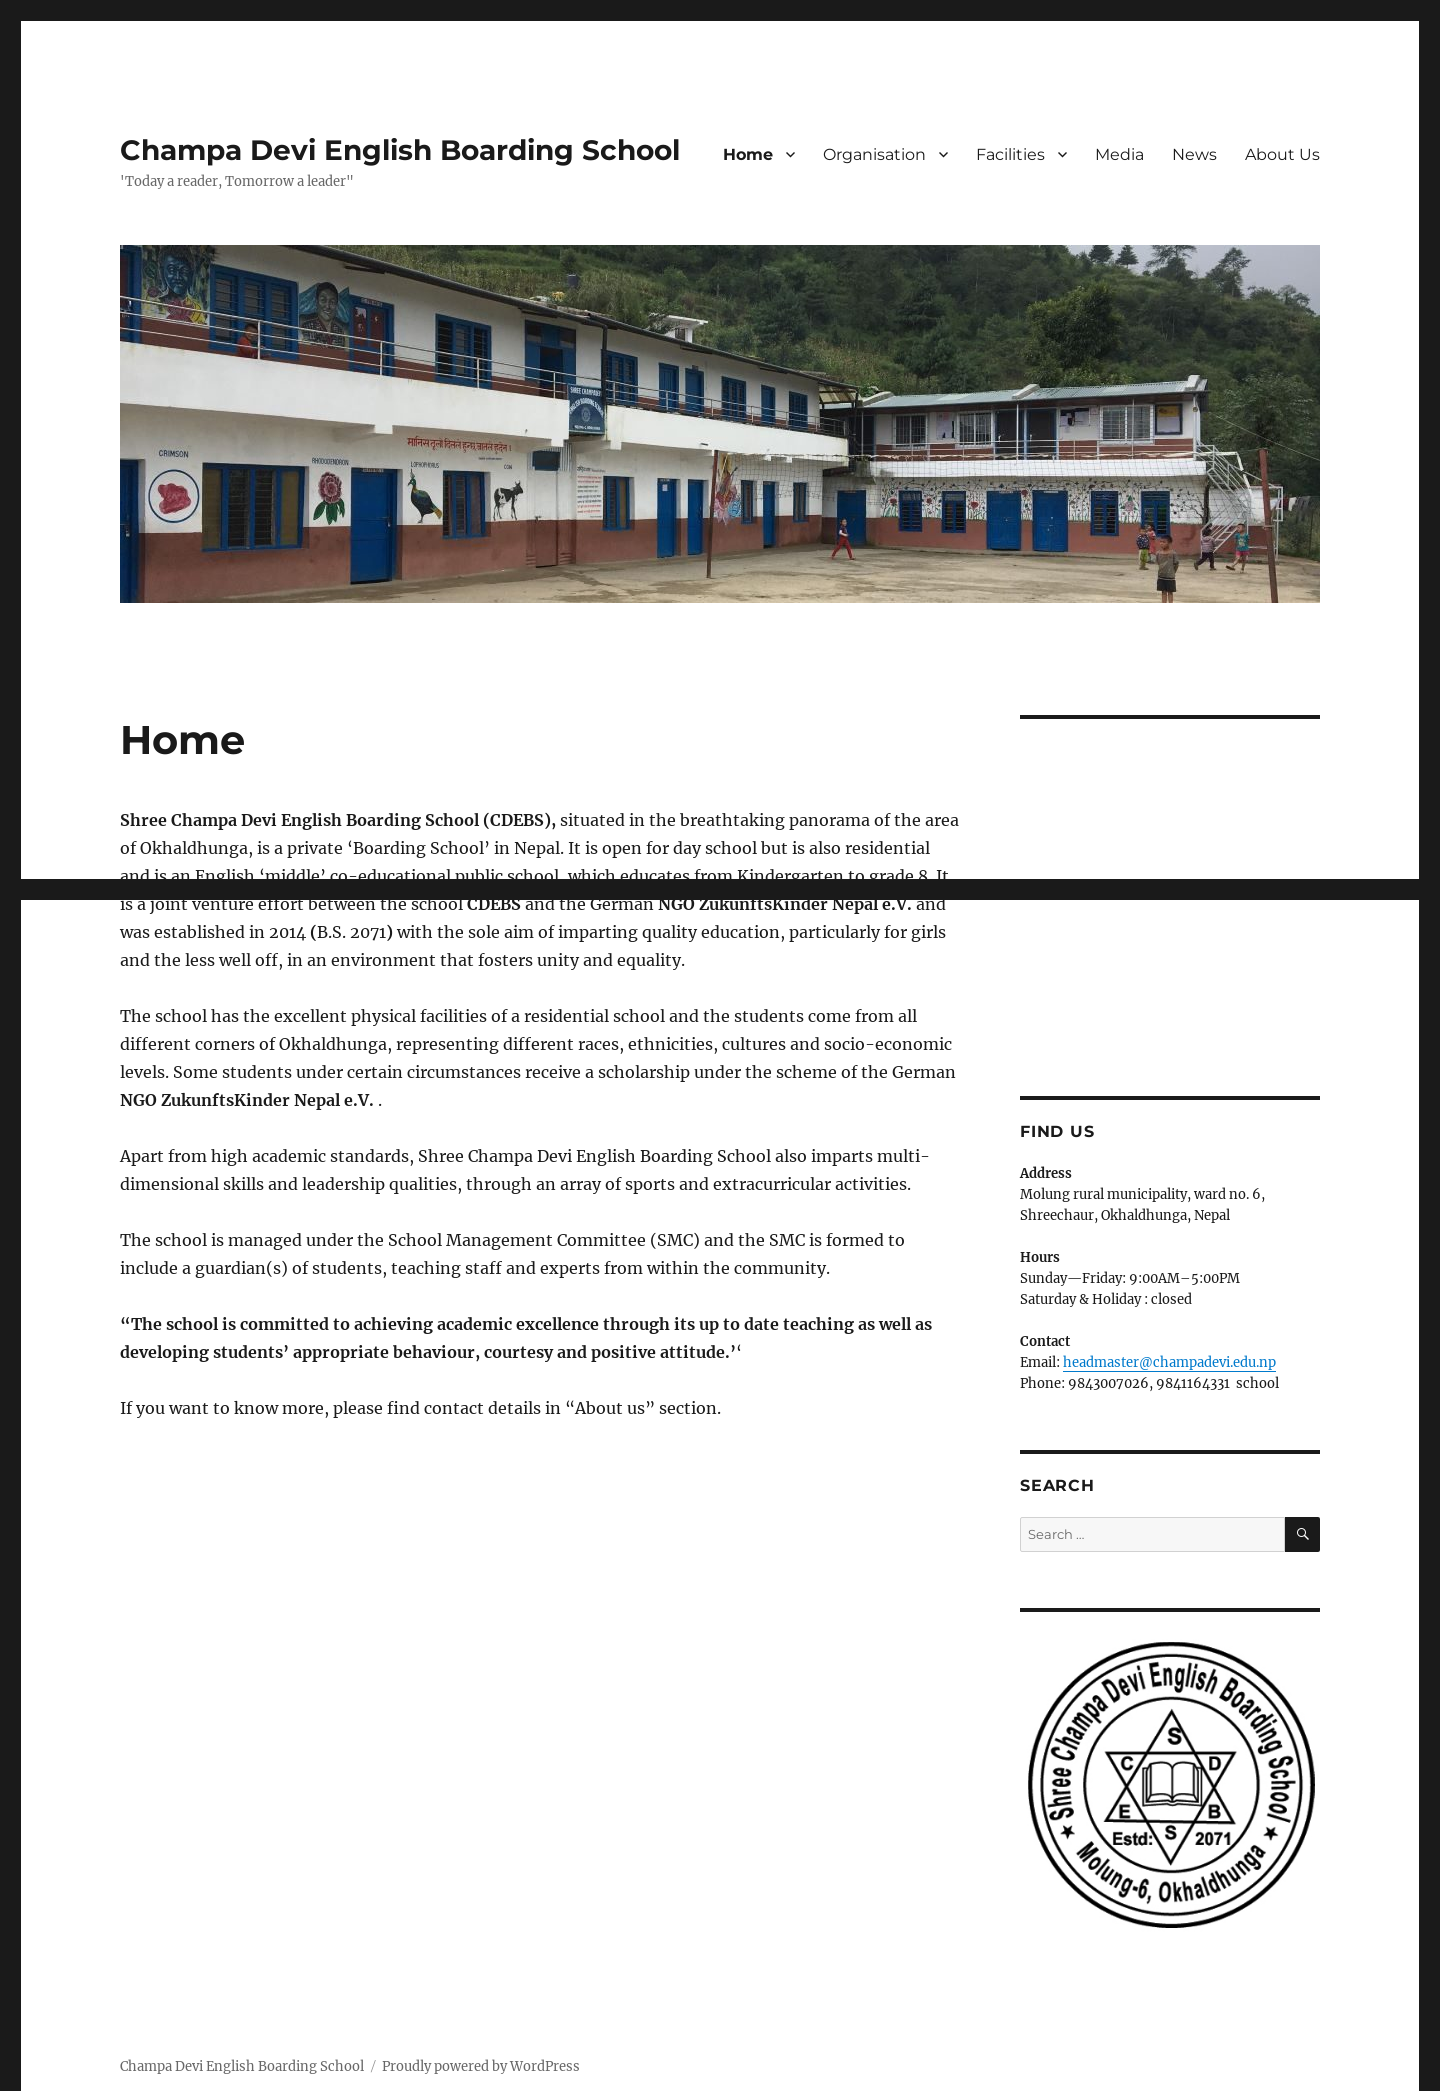 Champa Devi English Boarding School
'Today a reader, Tomorrow a leader"
Home
Organisation
Facilities
Media
News
About Us
SHREE CHAMPADEVI
CRIMSON
RHODODENDRON
LOPHOPHORUS
COW
मानिस ठूलो दिलले हुन्छ, जातले हुदैन ।
Home
Shree Champa Devi English Boarding School (CDEBS), situated in the breathtaking panorama of the area
of Okhaldhunga, is a private ‘Boarding School’ in Nepal. It is open for day school but is also residential
and is an English ‘middle’ co-educational public school, which educates from Kindergarten to grade 8. It
is a joint venture effort between the school CDEBS and the German NGO ZukunftsKinder Nepal e.V. and
was established in 2014 (B.S. 2071) with the sole aim of imparting quality education, particularly for girls
and the less well off, in an environment that fosters unity and equality.
The school has the excellent physical facilities of a residential school and the students come from all
different corners of Okhaldhunga, representing different races, ethnicities, cultures and socio-economic
levels. Some students under certain circumstances receive a scholarship under the scheme of the German
NGO ZukunftsKinder Nepal e.V. .
Apart from high academic standards, Shree Champa Devi English Boarding School also imparts multi-
dimensional skills and leadership qualities, through an array of sports and extracurricular activities.
The school is managed under the School Management Committee (SMC) and the SMC is formed to
include a guardian(s) of students, teaching staff and experts from within the community.
“The school is committed to achieving academic excellence through its up to date teaching as well as
developing students’ appropriate behaviour, courtesy and positive attitude.’‘
If you want to know more, please find contact details in “About us” section.
FIND US
Address
Molung rural municipality, ward no. 6,
Shreechaur, Okhaldhunga, Nepal
Hours
Sunday—Friday: 9:00AM–5:00PM
Saturday & Holiday : closed
Contact
Email: headmaster@champadevi.edu.np
Phone: 9843007026, 9841164331 school
SEARCH
Search …
Shree Champa Devi English Boarding School
S
C D
E B
S
Estd: 2071
Molung-6, Okhaldhunga
Champa Devi English Boarding School / Proudly powered by WordPress